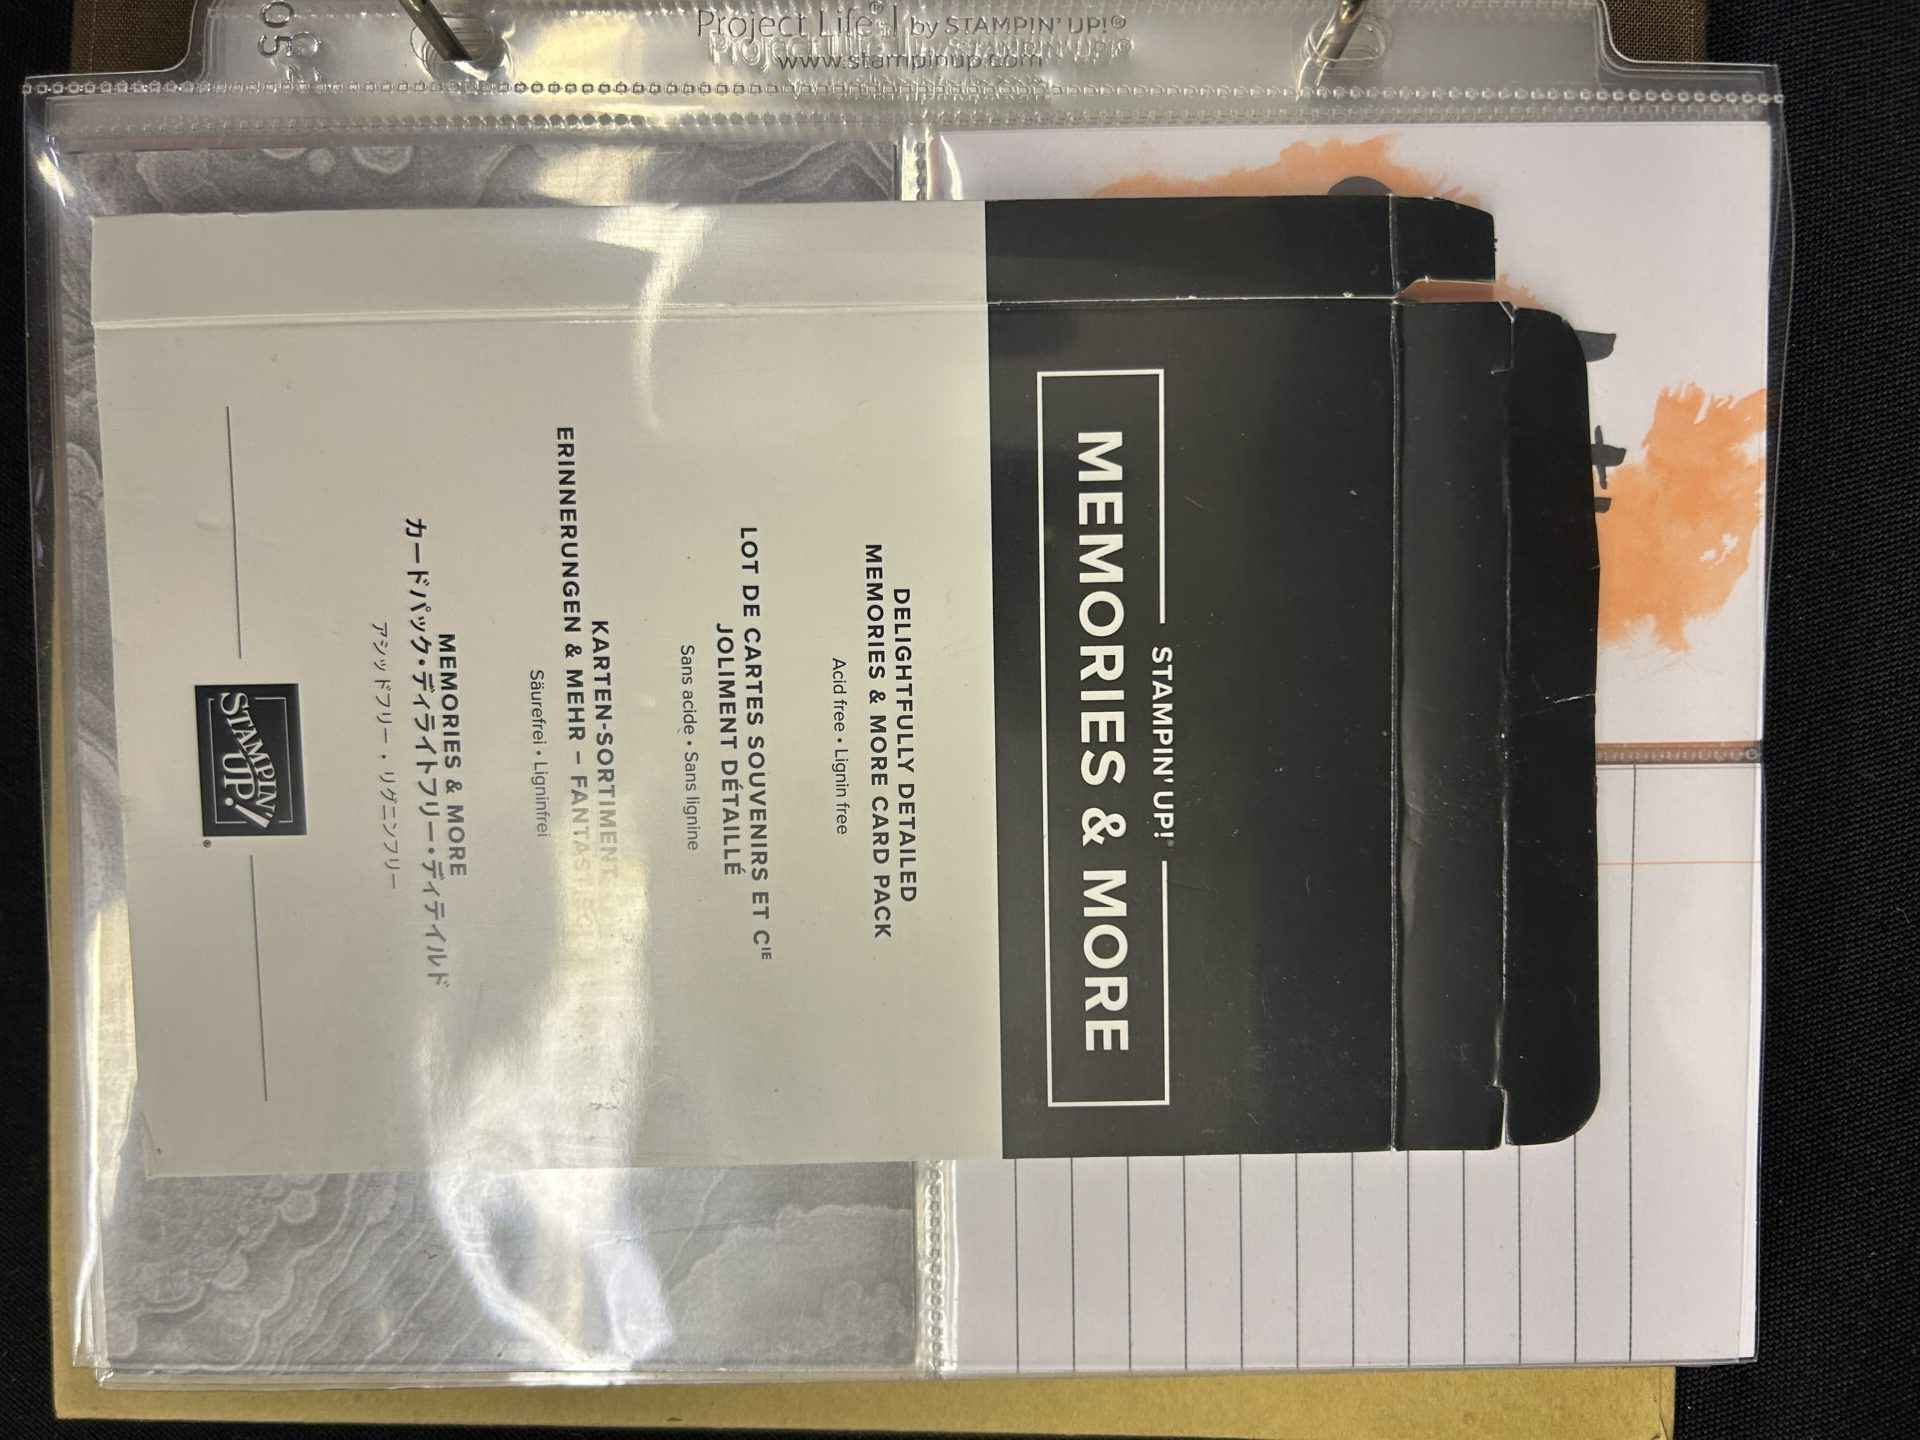 Project Life® | by STAMPIN' UP!®
www.stampinup.com
STAMPIN' UP!®
MEMORIES & MORE
DELIGHTFULLY DETAILED
MEMORIES & MORE CARD PACK
Acid free • Lignin free
LOT DE CARTES SOUVENIRS ET CIE
JOLIMENT DÉTAILLÉ
Sans acide • Sans lignine
KARTEN-SORTIMENT
ERINNERUNGEN & MEHR –
Säurefrei • Ligninfrei
MEMORIES & MORE
カードパック・ディライトフリー・ディテイルド
アシッドフリー・リグニンフリー
STAMPIN'
UP!®